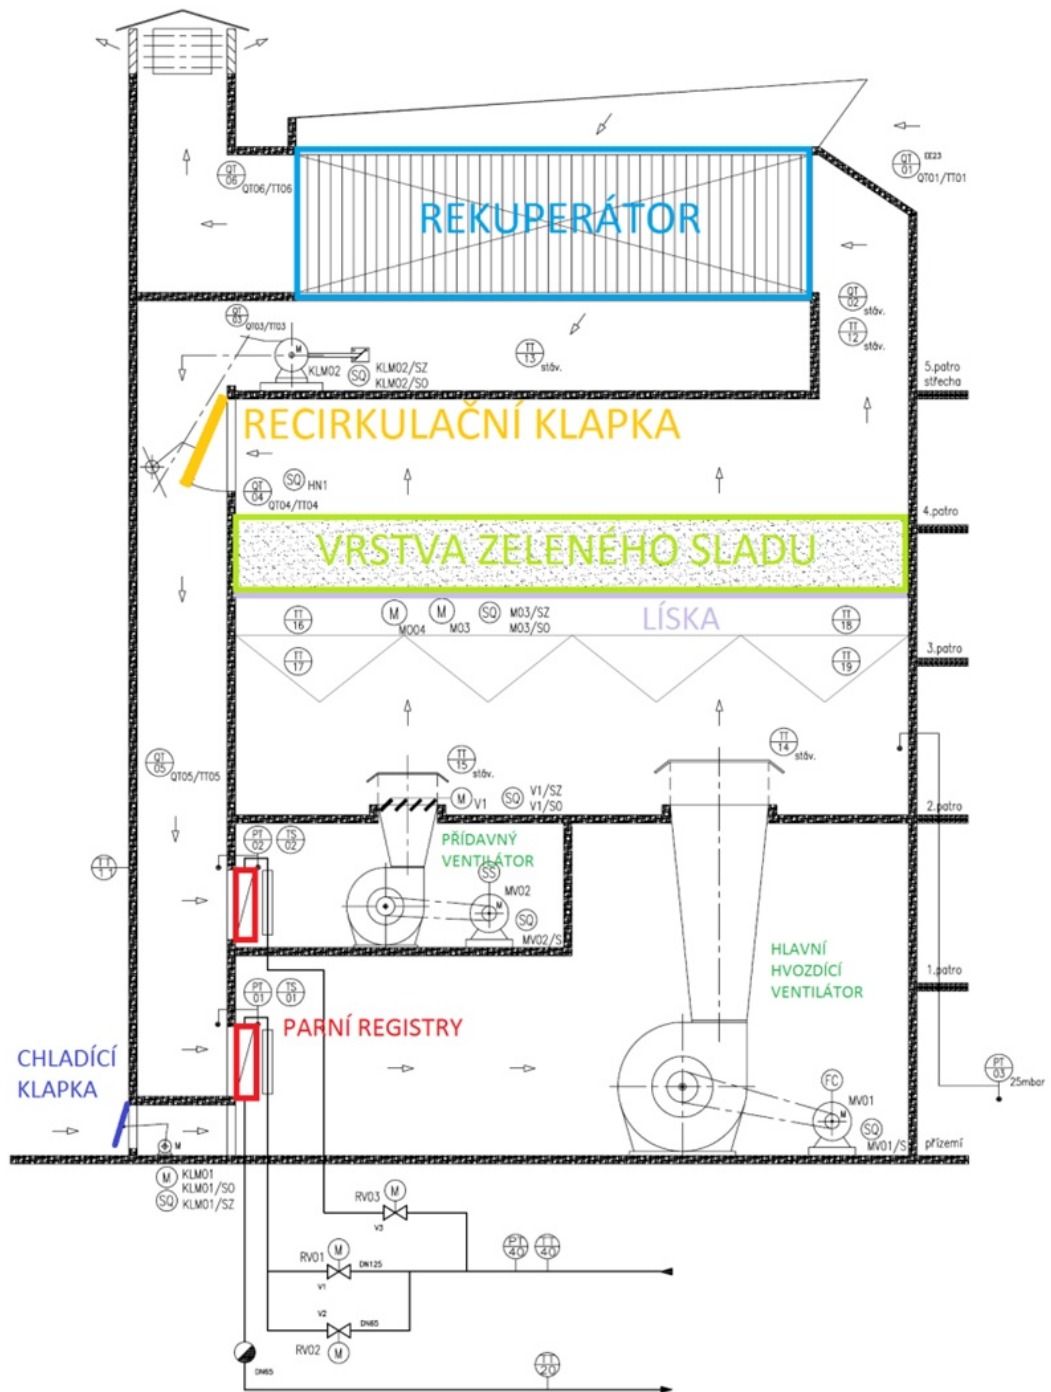 QT
06
QT06/TT06
EE23
QT
01
QT01/TT01
REKUPERÁTOR
QT
02
stáv.
TT
12
stáv.
QT
03
QT03/TT03
M
KLM02
SQ
KLM02/SZ
KLM02/SO
TT
13
stáv.
5.patro
střecha
RECIRKULAČNÍ KLAPKA
QT
04
QT04/TT04
SQ
HN1
4.patro
VRSTVA ZELENÉHO SLADU
LÍSKA
TT
16
M
M004
M
M03
SQ
M03/SZ
M03/SO
TT
18
TT
17
TT
19
3.patro
QT
05
QT05/TT05
TT
15
stáv.
TT
14
stáv.
M
V1
SQ
V1/SZ
V1/SO
2.patro
PT
02
TS
02
PŘÍDAVNÝ
VENTILÁTOR
TT
11
SS
MV02
M
SQ
MV02/S
HLAVNÍ
HVOZDÍCÍ
VENTILÁTOR
1.patro
PT
01
TS
01
PARNÍ REGISTRY
CHLADÍCÍ
KLAPKA
FC
MV01
M
SQ
MV01/S
PT
03
25mbar
přízemí
M
M
KLM01
KLM01/SO
SQ
KLM01/SZ
RV03
M
V3
RV01
M
DN125
V1
PT
40
TT
40
V2
DN65
RV02
M
DN65
TT
20